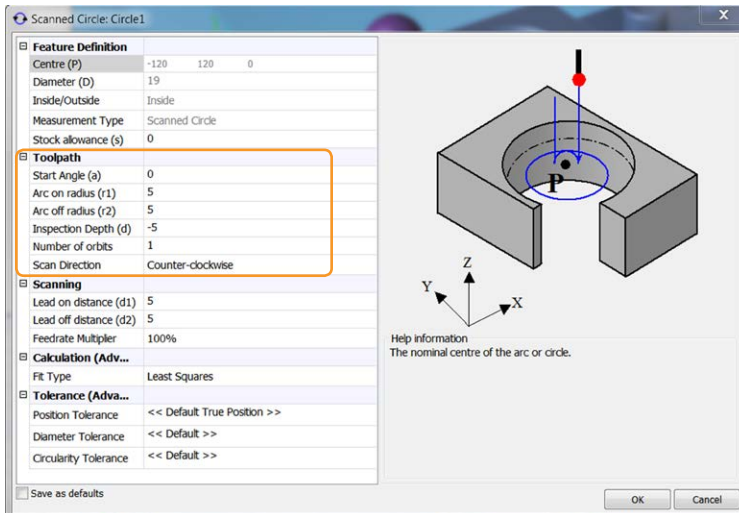 Scanned Circle: Circle1
X
Feature Definition
Centre (P) -120 120 0
Diameter (D) 19
Inside/Outside Inside
Measurement Type Scanned Circle
Stock allowance (s) 0
Toolpath
Start Angle (a) 0
Arc on radius (r1) 5
Arc off radius (r2) 5
Inspection Depth (d) -5
Number of orbits 1
Scan Direction Counter-clockwise
Scanning
Lead on distance (d1) 5
Lead off distance (d2) 5
Feedrate Multiplier 100%
Calculation (Adv...
Fit Type Least Squares
Tolerance (Adva...
Position Tolerance << Default True Position >>
Diameter Tolerance << Default >>
Circularity Tolerance << Default >>
P
Z
Y
X
Help information
The nominal centre of the arc or circle.
Save as defaults
OK Cancel